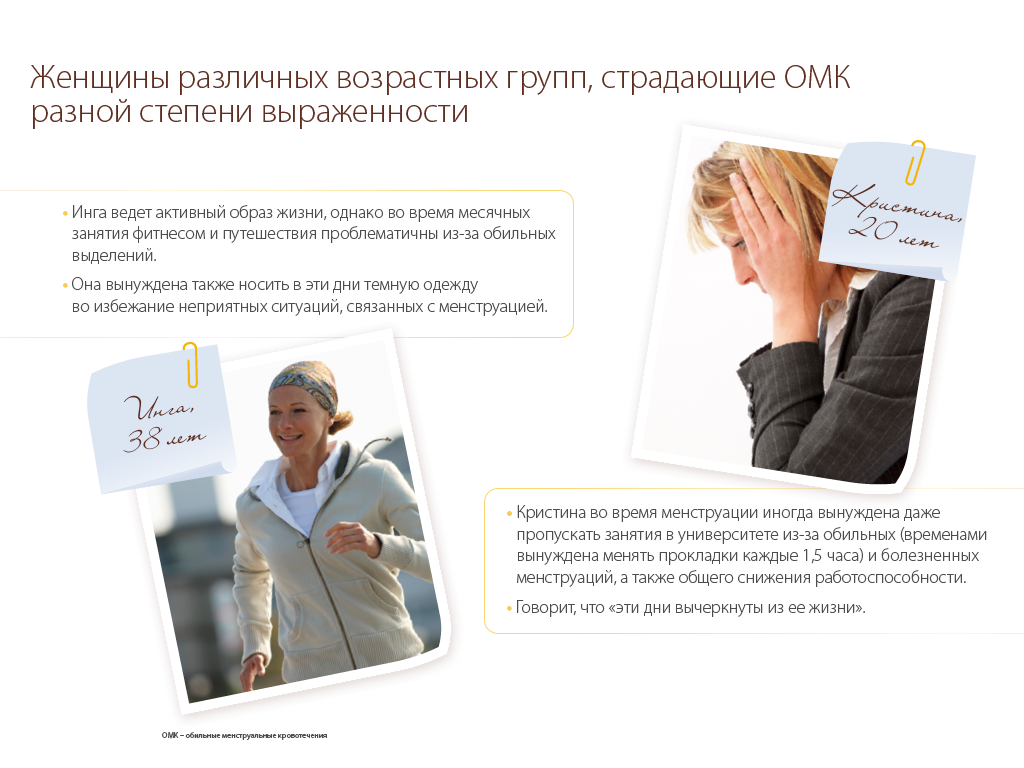 Женщины различных возрастных групп, страдающие ОМК
разной степени выраженности
• Инга ведет активный образ жизни, однако во время месячных
занятия фитнесом и путешествия проблематичны из-за обильных
выделений.
• Она вынуждена также носить в эти дни темную одежду
во избежание неприятных ситуаций, связанных с менструацией.
Кристина,
20 лет
Инга,
38 лет
• Кристина во время менструации иногда вынуждена даже
пропускать занятия в университете из-за обильных (временами
вынуждена менять прокладки каждые 1,5 часа) и болезненных
менструаций, а также общего снижения работоспособности.
• Говорит, что «эти дни вычеркнуты из ее жизни».
ОМК – обильные менструальные кровотечения